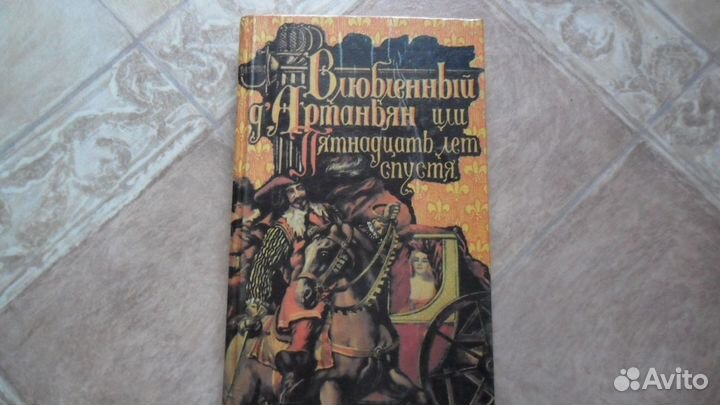 Влюбленный
д'Артаньян или
Пятнадцать лет
спустя
Avito